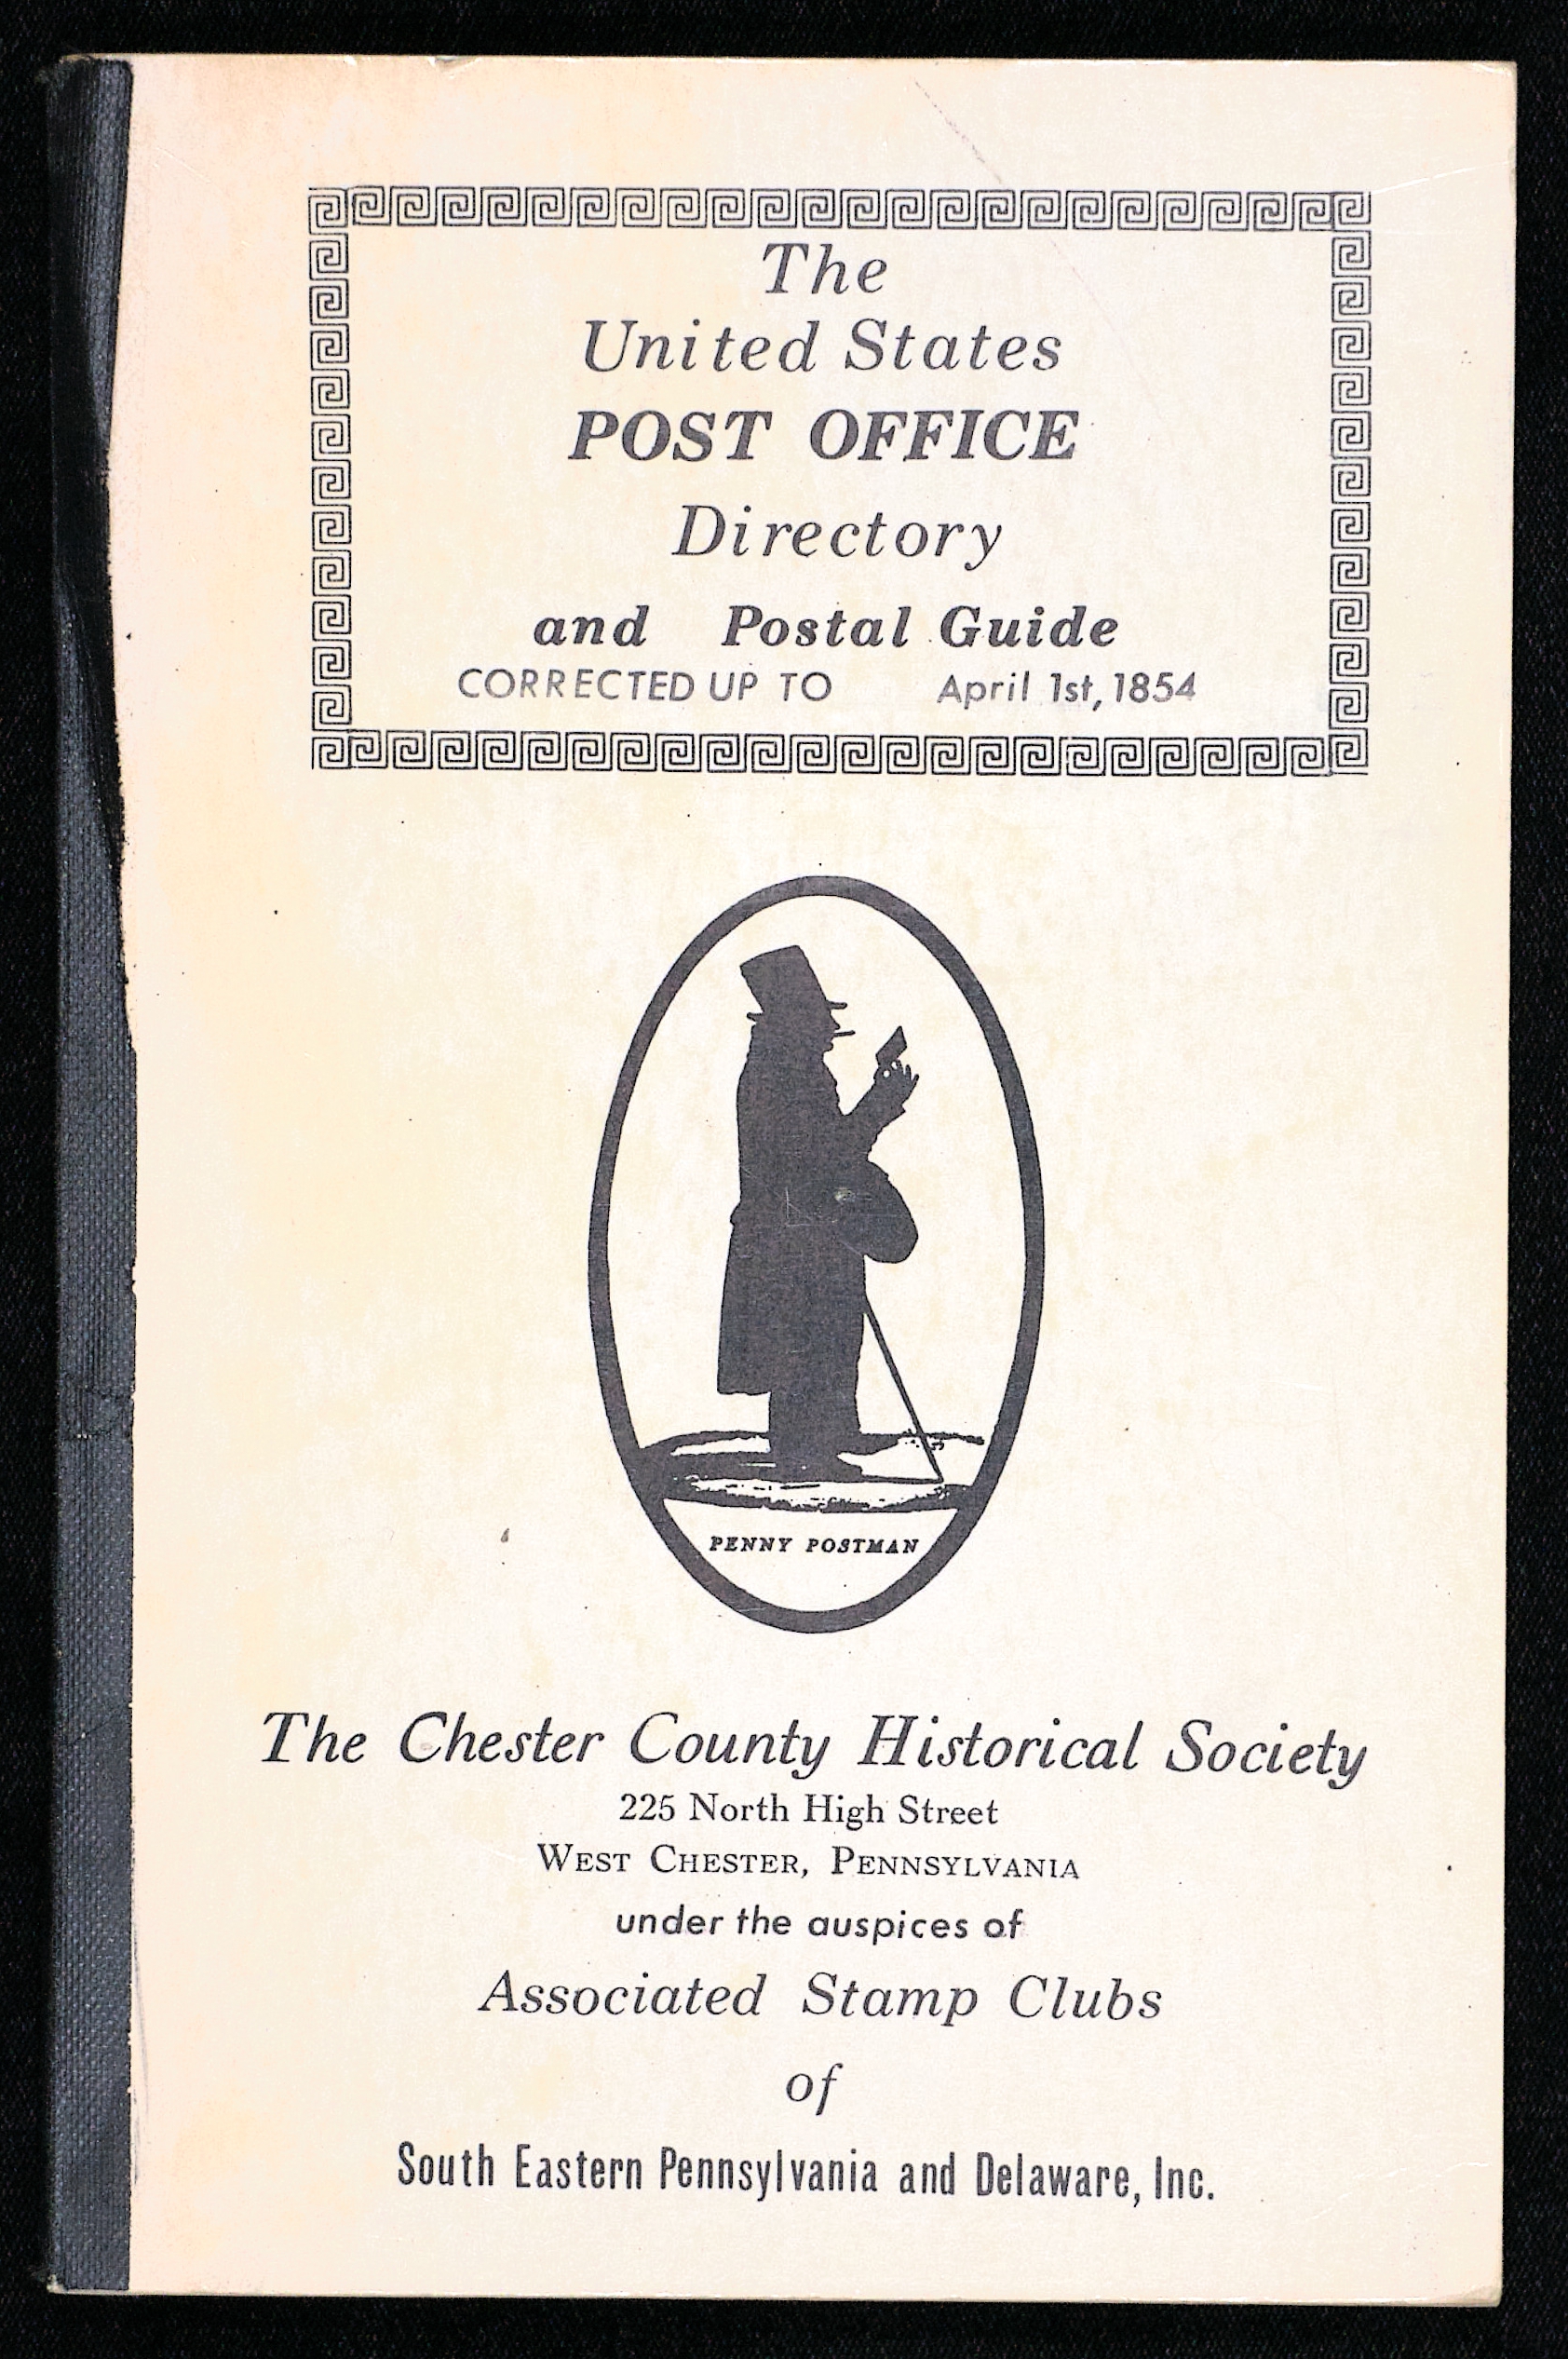 The
United States
POST OFFICE
Directory
and Postal Guide
CORRECTED UP TO April 1st, 1854
PENNY POSTMAN
The Chester County Historical Society
225 North High Street
WEST CHESTER, PENNSYLVANIA
under the auspices of
Associated Stamp Clubs
of
South Eastern Pennsylvania and Delaware, Inc.